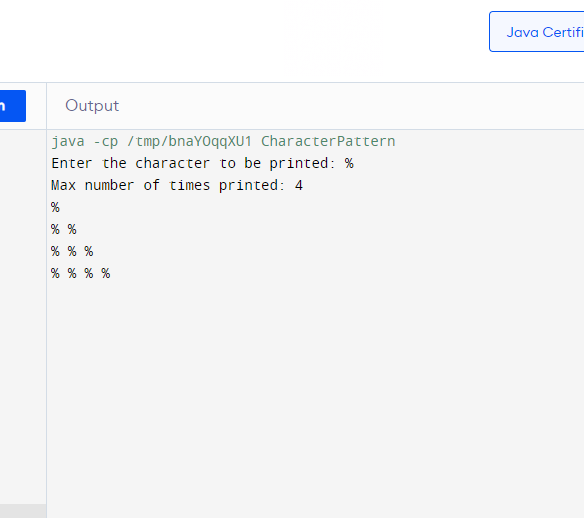 Java Certifi
n
Output
java -cp /tmp/bnaYOqqXU1 CharacterPattern
Enter the character to be printed: %
Max number of times printed: 4
%
% %
% % %
% % % %